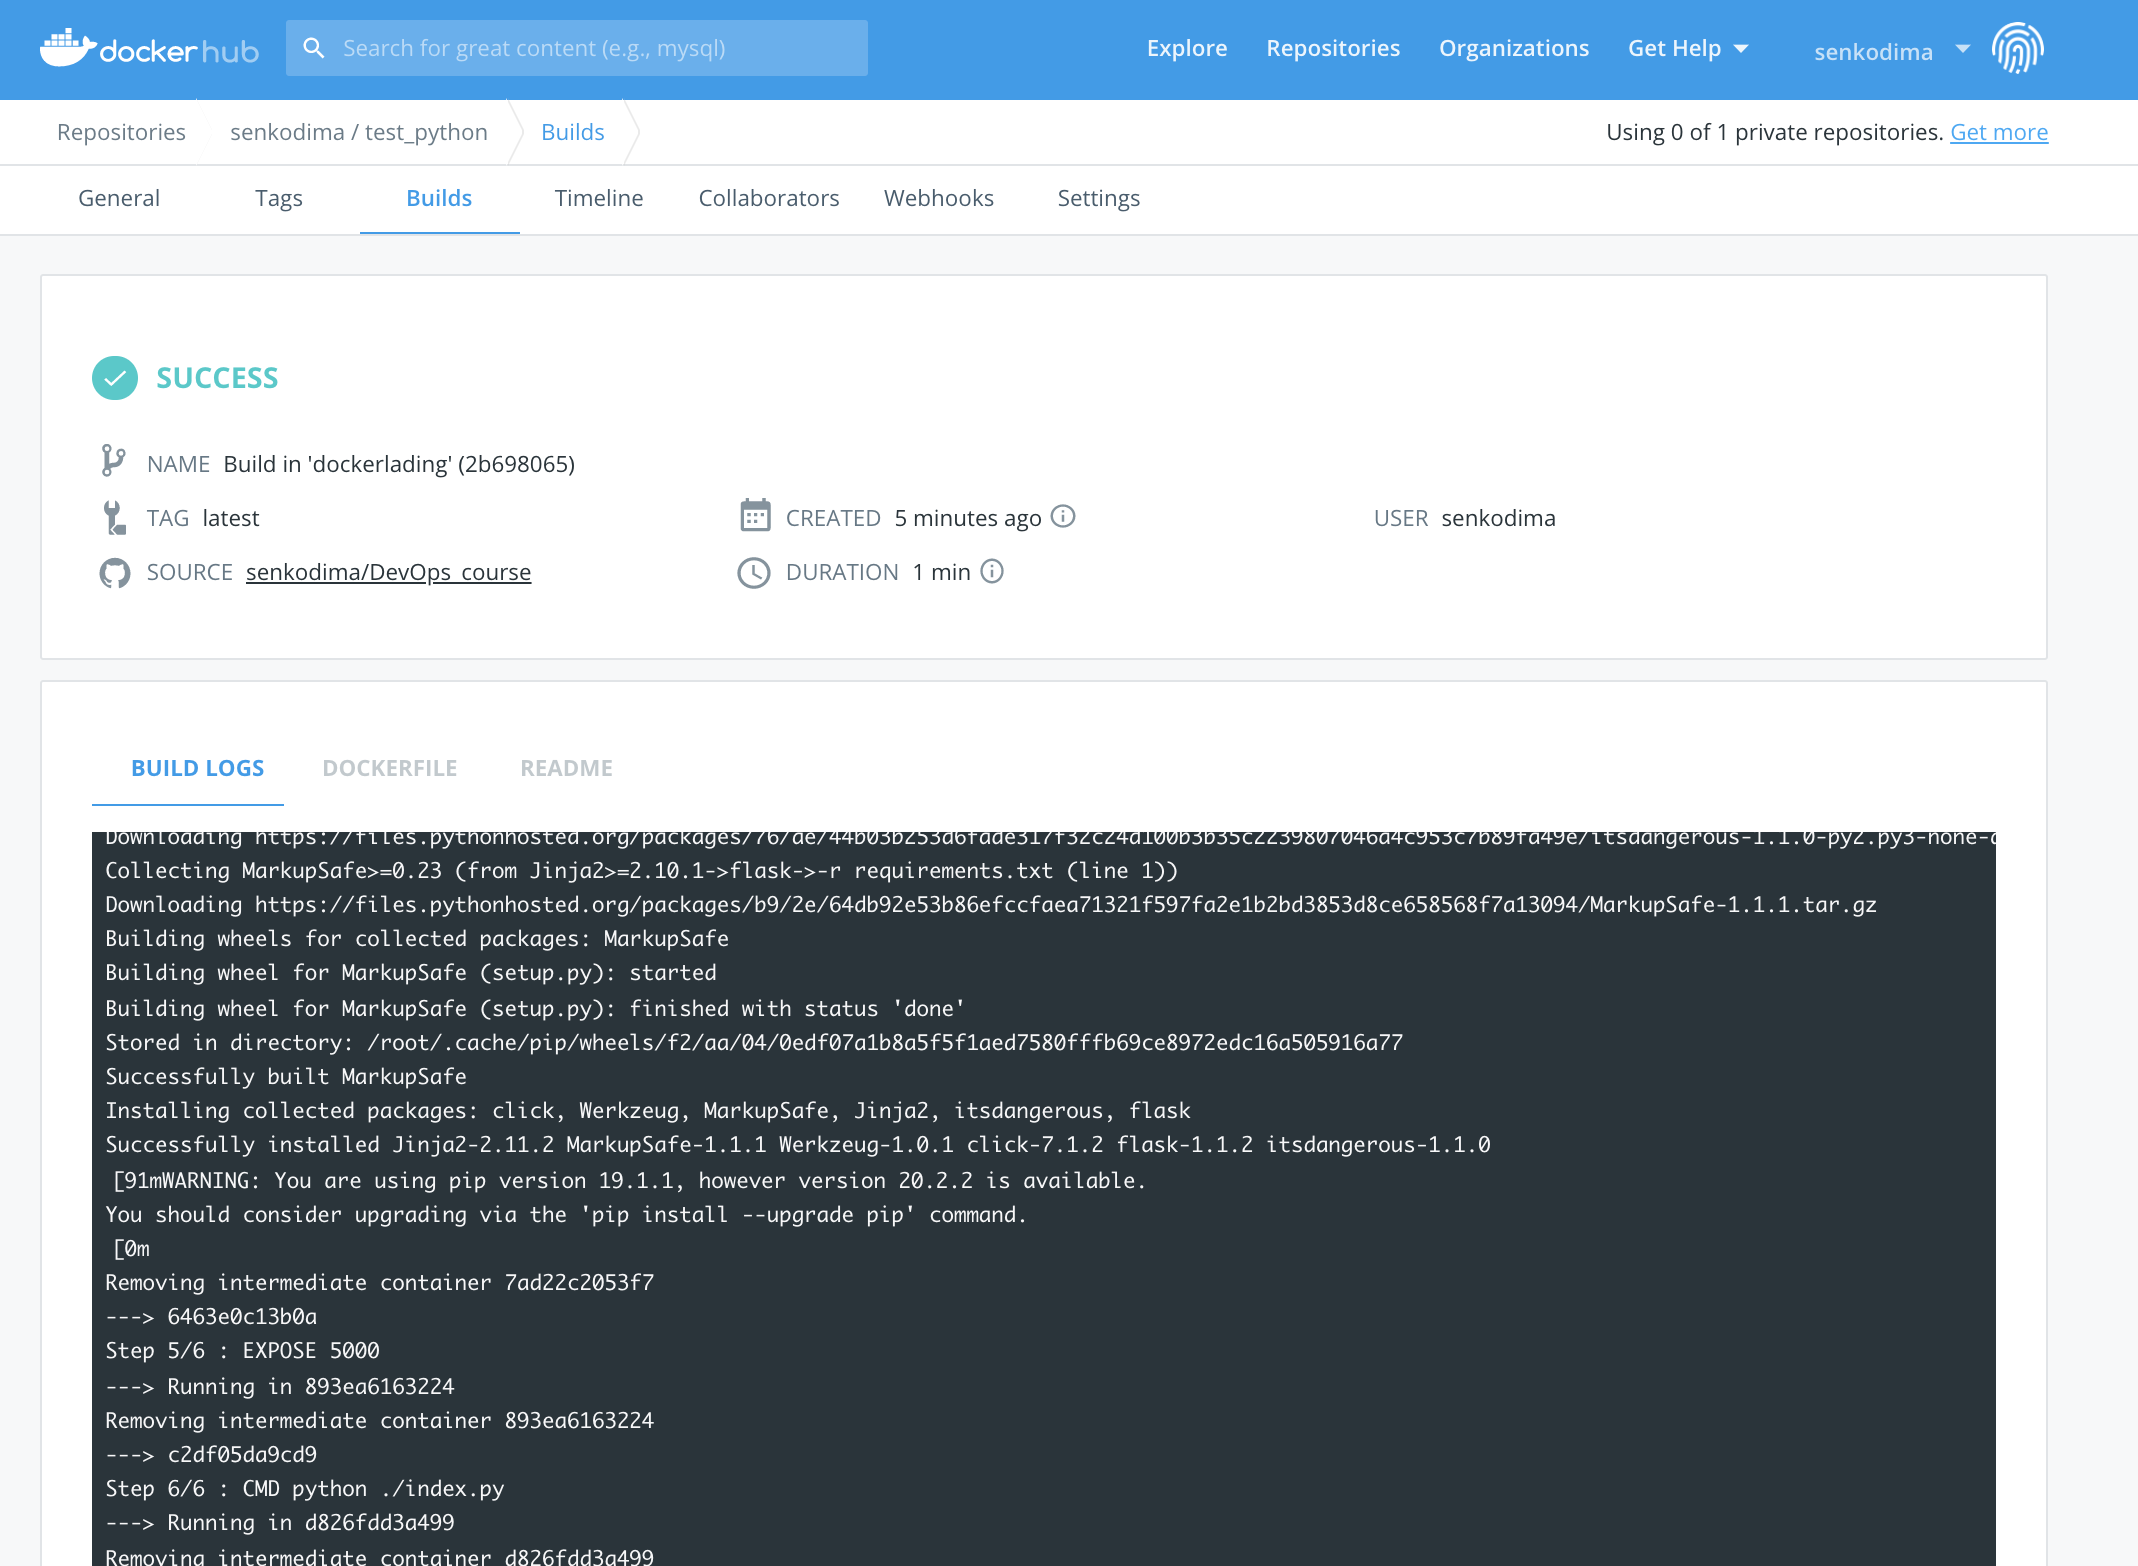 docker hub Search for great content (e.g., mysql) Explore Repositories Organizations Get Help senkodima
Repositories senkodima / test_python Builds Using 0 of 1 private repositories. Get more
General Tags Builds Timeline Collaborators Webhooks Settings
SUCCESS
NAME Build in 'dockerlading' (2b698065)
TAG latest CREATED 5 minutes ago USER senkodima
SOURCE senkodima/DevOps_course DURATION 1 min
BUILD LOGS DOCKERFILE README
Downloading https://files.pythonhosted.org/packages/76/ae/44b03b253d6fade317f32c24d100b3b35c2239807046a4c953c7b89fa49e/itsdangerous-1.1.0-py2.py3-none-
Collecting MarkupSafe>=0.23 (from Jinja2>=2.10.1->flask->-r requirements.txt (line 1))
Downloading https://files.pythonhosted.org/packages/b9/2e/64db92e53b86efccfaea71321f597fa2e1b2bd3853d8ce658568f7a13094/MarkupSafe-1.1.1.tar.gz
Building wheels for collected packages: MarkupSafe
Building wheel for MarkupSafe (setup.py): started
Building wheel for MarkupSafe (setup.py): finished with status 'done'
Stored in directory: /root/.cache/pip/wheels/f2/aa/04/0edf07a1b8a5f5f1aed7580fffb69ce8972edc16a505916a77
Successfully built MarkupSafe
Installing collected packages: click, Werkzeug, MarkupSafe, Jinja2, itsdangerous, flask
Successfully installed Jinja2-2.11.2 MarkupSafe-1.1.1 Werkzeug-1.0.1 click-7.1.2 flask-1.1.2 itsdangerous-1.1.0
[91mWARNING: You are using pip version 19.1.1, however version 20.2.2 is available.
You should consider upgrading via the 'pip install --upgrade pip' command.
[0m
Removing intermediate container 7ad22c2053f7
---> 6463e0c13b0a
Step 5/6 : EXPOSE 5000
---> Running in 893ea6163224
Removing intermediate container 893ea6163224
---> c2df05da9cd9
Step 6/6 : CMD python ./index.py
---> Running in d826fdd3a499
Removing intermediate container d826fdd3a499